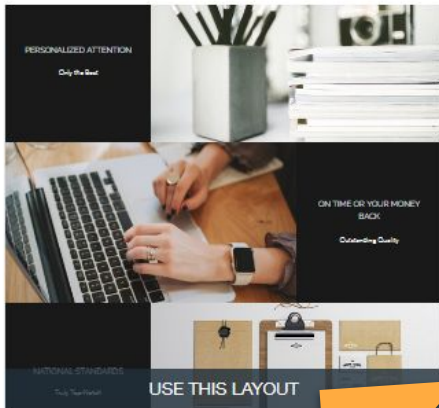 PERSONALIZED ATTENTION
Only the Best
ON TIME OR YOUR MONEY
BACK
Outstanding Quality
NATIONAL STANDARDS
USE THIS LAYOUT